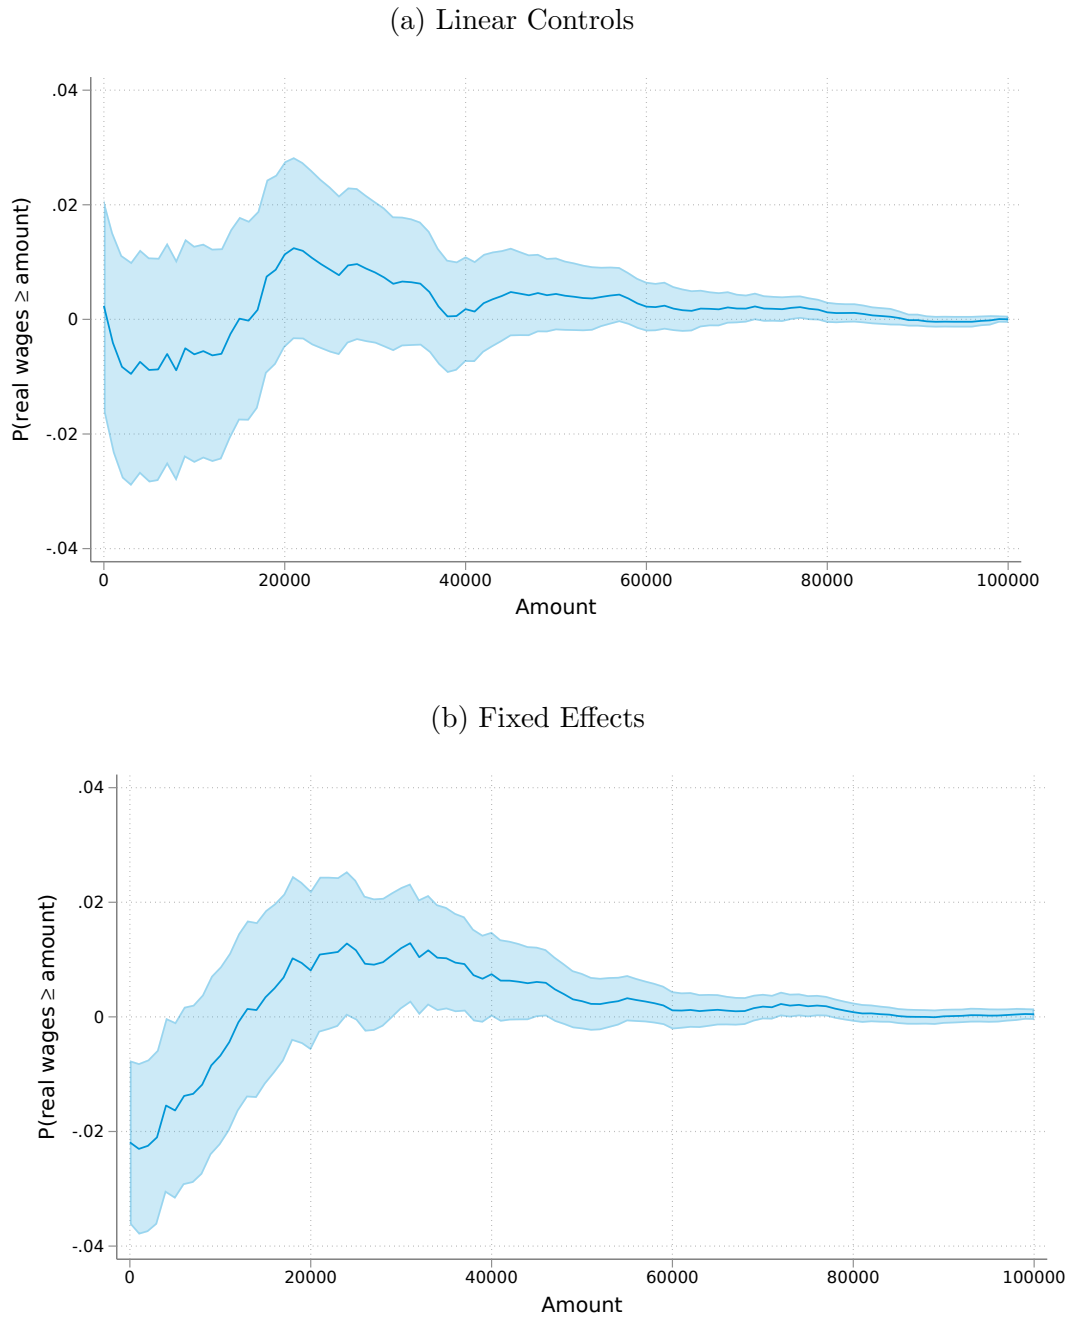 (a) Linear Controls
.04
.02
0
-.02
-.04
P(real wages ≥ amount)
0 20000 40000 60000 80000 100000
Amount
(b) Fixed Effects
.04
.02
0
-.02
-.04
P(real wages ≥ amount)
0 20000 40000 60000 80000 100000
Amount